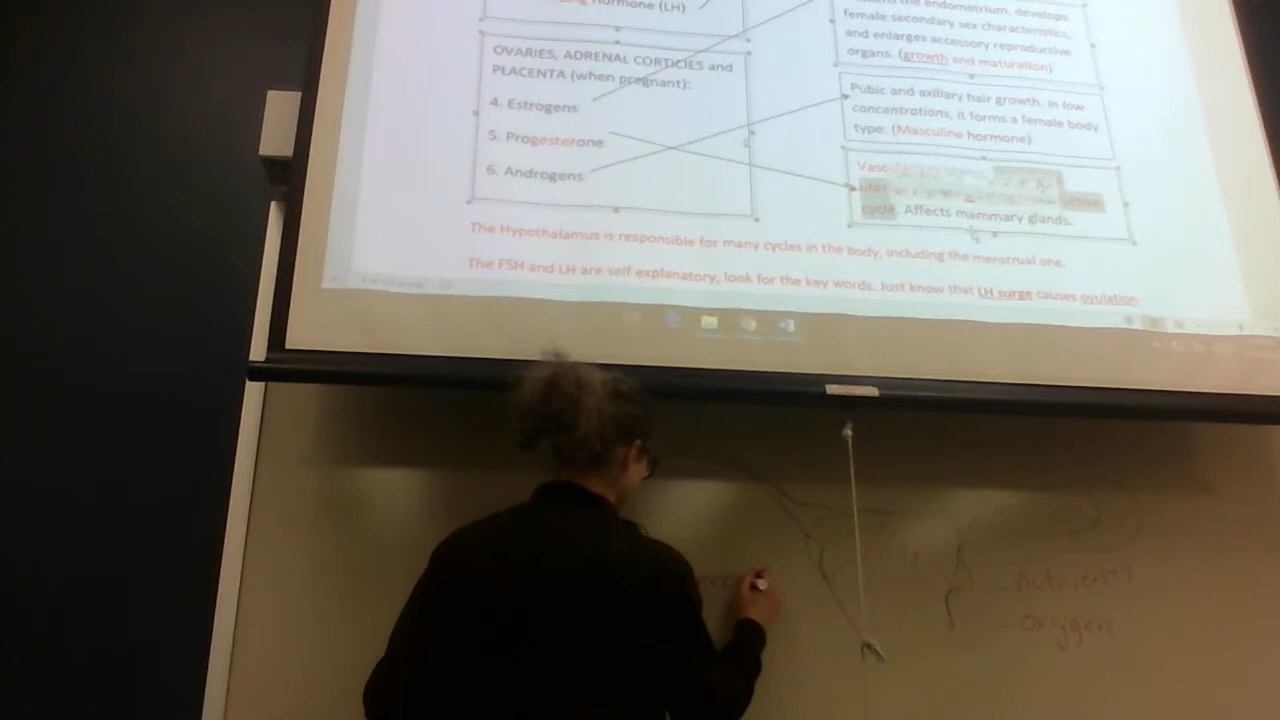 hormone (LH)
the endometrium, develops
female secondary sex characteristics,
and enlarges accessory reproductive
organs. (growth and maturation)
OVARIES, ADRENAL CORTICIES and
PLACENTA (when pregnant):
4. Estrogens
5. Progesterone
6. Androgens
Pubic and axillary hair growth. In low
concentrations, it forms a female body
type. (Masculine hormone)
cycle. Affects mammary glands.
The Hypothalamus is responsible for many cycles in the body, including the menstrual one.
The FSH and LH are self explanatory, look for the key words. Just know that LH surge causes ovulation
- nutrients
- oxygen